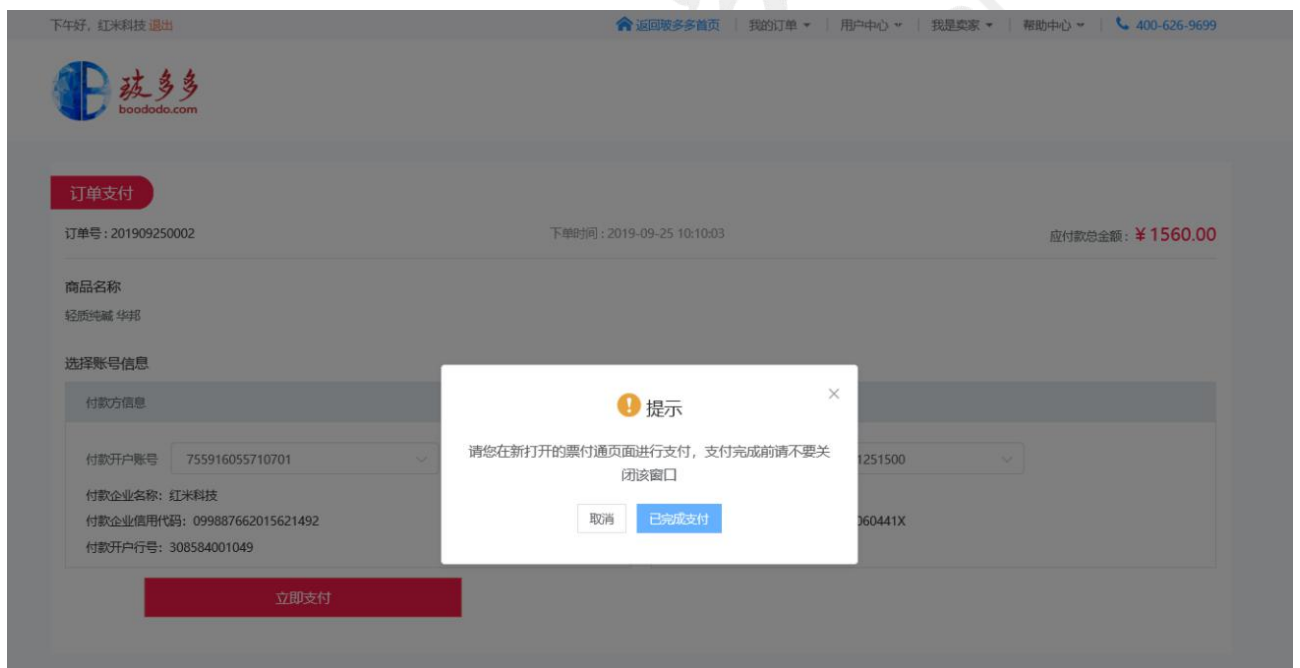 下午好，红米科技 退出
返回玻多多首页
我的订单
用户中心
我是卖家
帮助中心
400-626-9699
玻多多
boododo.com
订单支付
订单号：201909250002
下单时间：2019-09-25 10:10:03
应付款总金额：￥1560.00
商品名称
轻质纯碱 华邦
选择账号信息
付款方信息
付款开户账号 755916055710701
1251500
付款企业名称：红米科技
付款企业信用代码：099887662015621492
060441X
付款开户行号：308584001049
提示
请您在新打开的票付通页面进行支付，支付完成前请不要关
闭该窗口
取消
已完成支付
立即支付